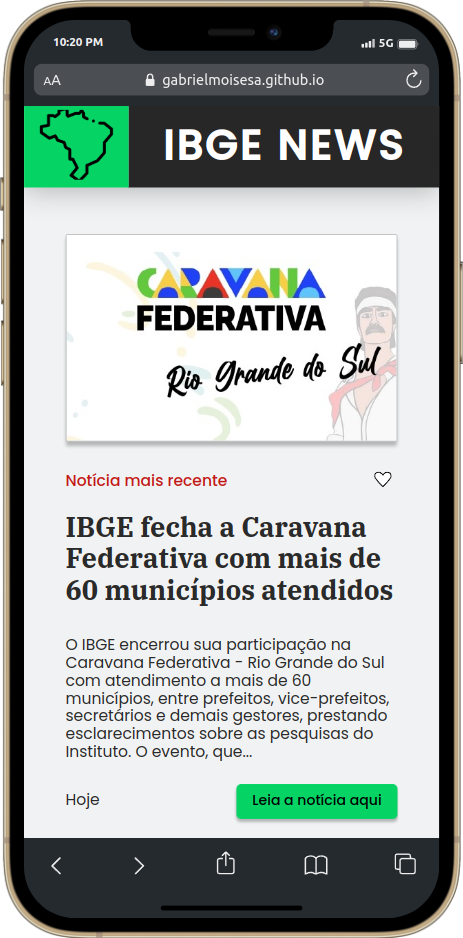 10:20 PM
5G
AA
gabrielmoisesa.github.io
IBGE NEWS
CARAVANA
FEDERATIVA
Rio Grande do Sul
Notícia mais recente
IBGE fecha a Caravana
Federativa com mais de
60 municípios atendidos
O IBGE encerrou sua participação na
Caravana Federativa - Rio Grande do Sul
com atendimento a mais de 60
municípios, entre prefeitos, vice-prefeitos,
secretários e demais gestores, prestando
esclarecimentos sobre as pesquisas do
Instituto. O evento, que...
Hoje
Leia a notícia aqui